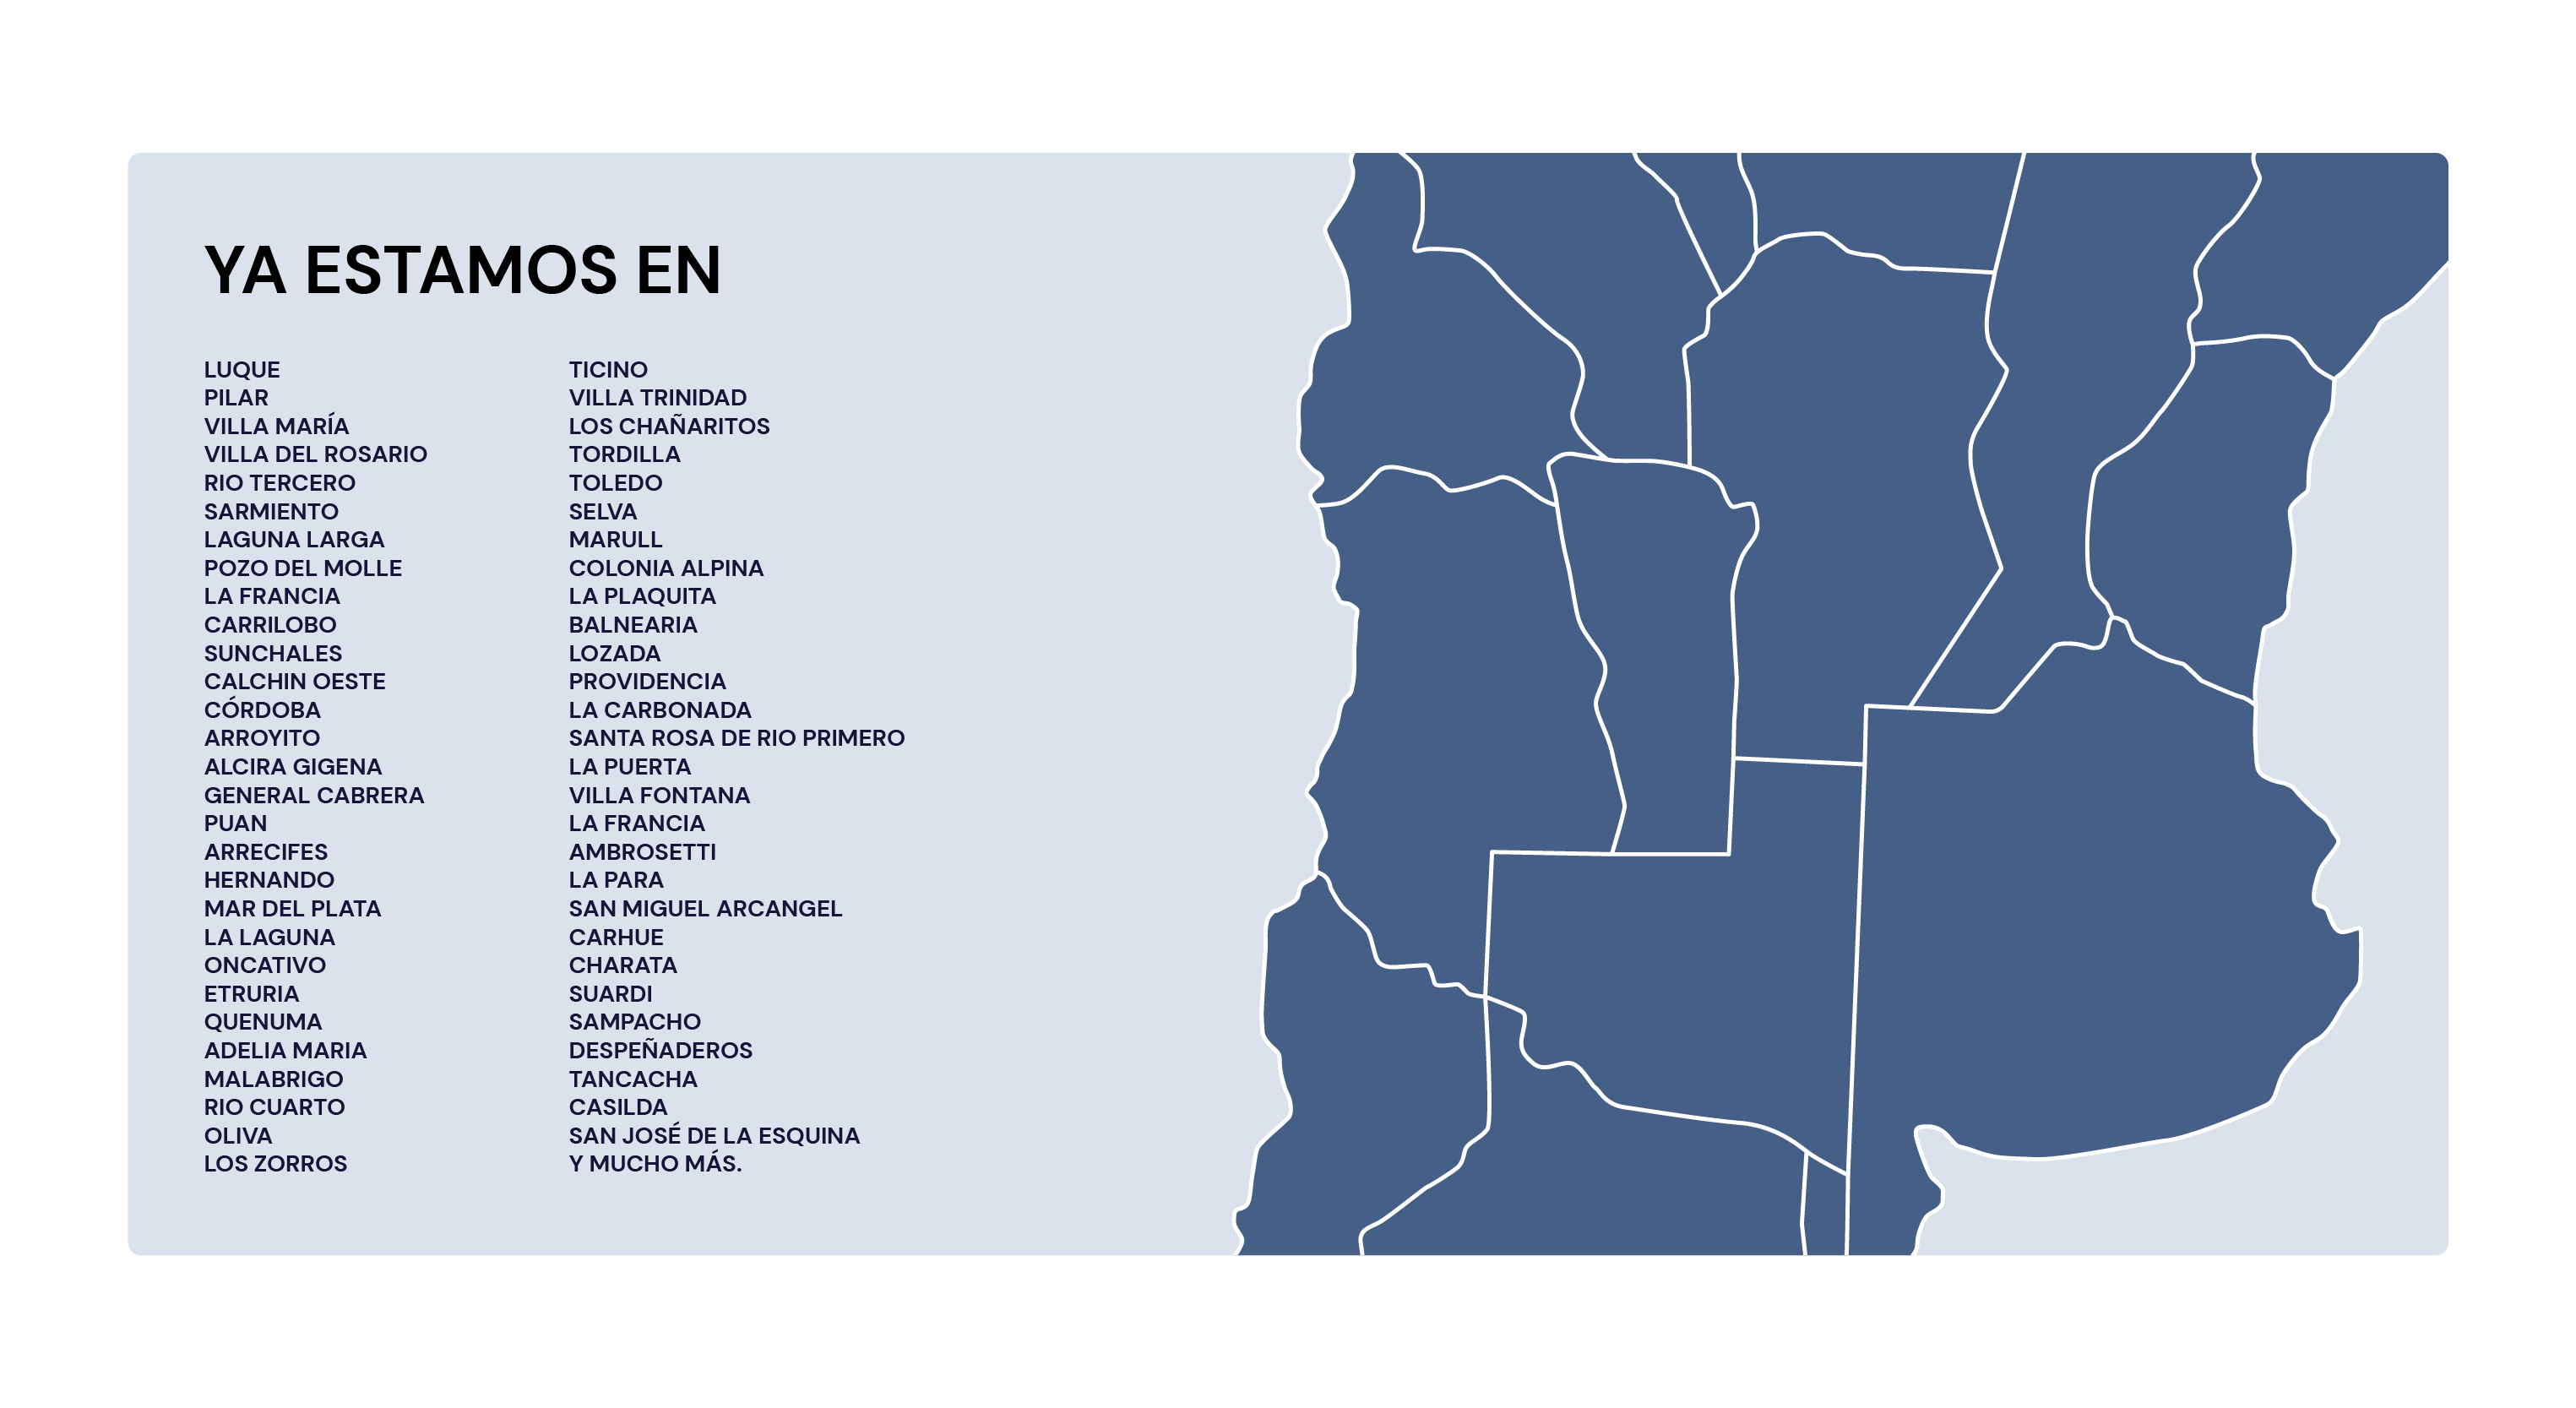 YA ESTAMOS EN
LUQUE
PILAR
VILLA MARÍA
VILLA DEL ROSARIO
RIO TERCERO
SARMIENTO
LAGUNA LARGA
POZO DEL MOLLE
LA FRANCIA
CARRILOBO
SUNCHALES
CALCHIN OESTE
CÓRDOBA
ARROYITO
ALCIRA GIGENA
GENERAL CABRERA
PUAN
ARRECIFES
HERNANDO
MAR DEL PLATA
LA LAGUNA
ONCATIVO
ETRURIA
QUENUMA
ADELIA MARIA
MALABRIGO
RIO CUARTO
OLIVA
LOS ZORROS
TICINO
VILLA TRINIDAD
LOS CHAÑARITOS
TORDILLA
TOLEDO
SELVA
MARULL
COLONIA ALPINA
LA PLAQUITA
BALNEARIA
LOZADA
PROVIDENCIA
LA CARBONADA
SANTA ROSA DE RIO PRIMERO
LA PUERTA
VILLA FONTANA
LA FRANCIA
AMBROSETTI
LA PARA
SAN MIGUEL ARCANGEL
CARHUE
CHARATA
SUARDI
SAMPACHO
DESPEÑADEROS
TANCACHA
CASILDA
SAN JOSÉ DE LA ESQUINA
Y MUCHO MÁS.